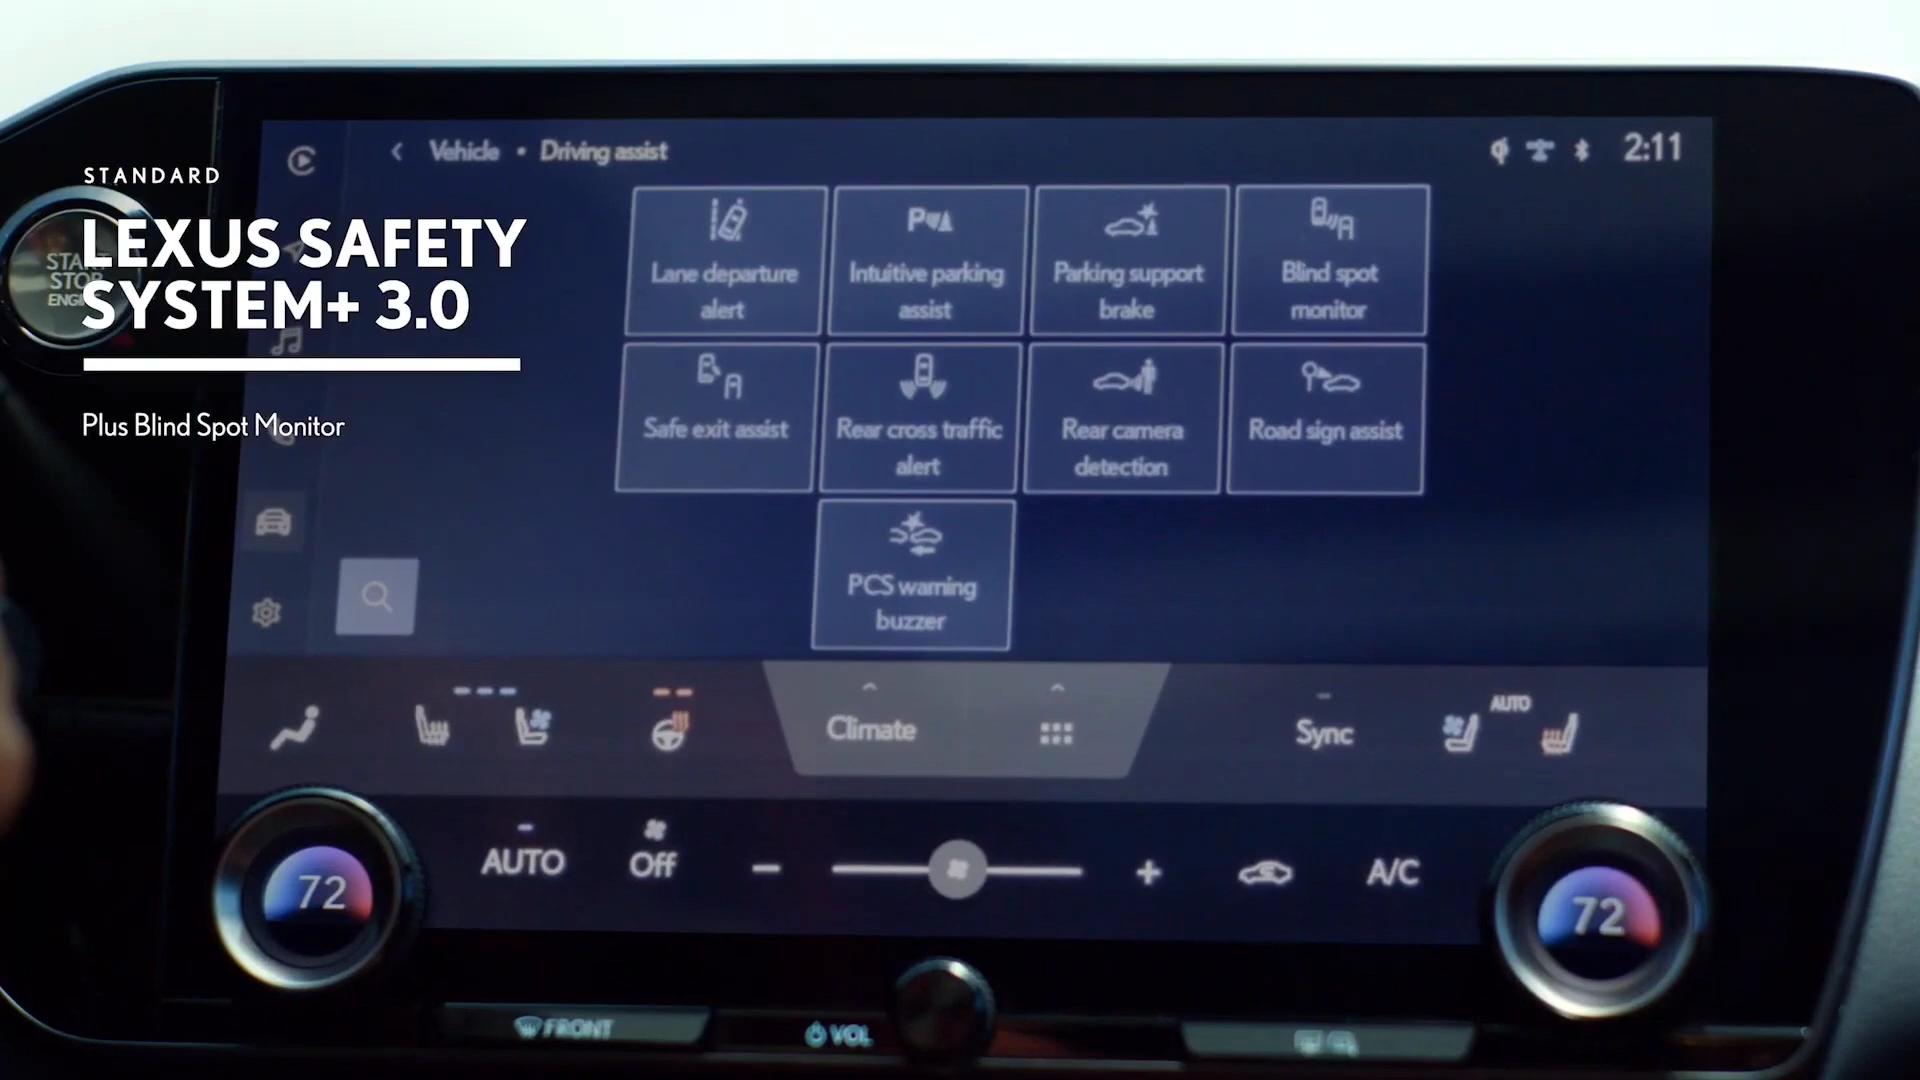 Vehicle • Driving assist
2:11
STANDARD
LEXUS SAFETY
SYSTEM+ 3.0
Plus Blind Spot Monitor
START
STOP
Lane departure
alert
Intuitive parking
assist
Parking support
brake
Blind spot
monitor
Safe exit assist
Rear cross traffic
alert
Rear camera
detection
Road sign assist
PCS warning
buzzer
Climate
Sync
AUTO
72
AUTO
Off
A/C
72
FRONT
VOL